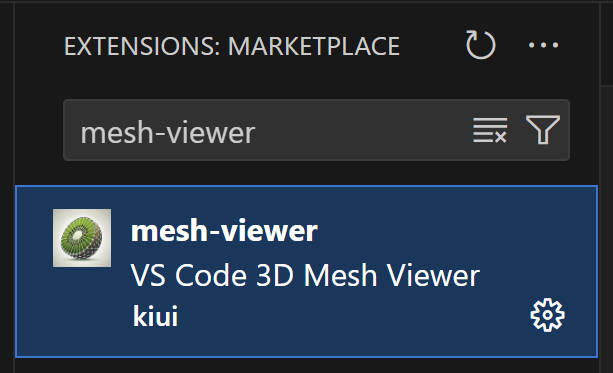 EXTENSIONS: MARKETPLACE
mesh-viewer
mesh-viewer
VS Code 3D Mesh Viewer
kiui